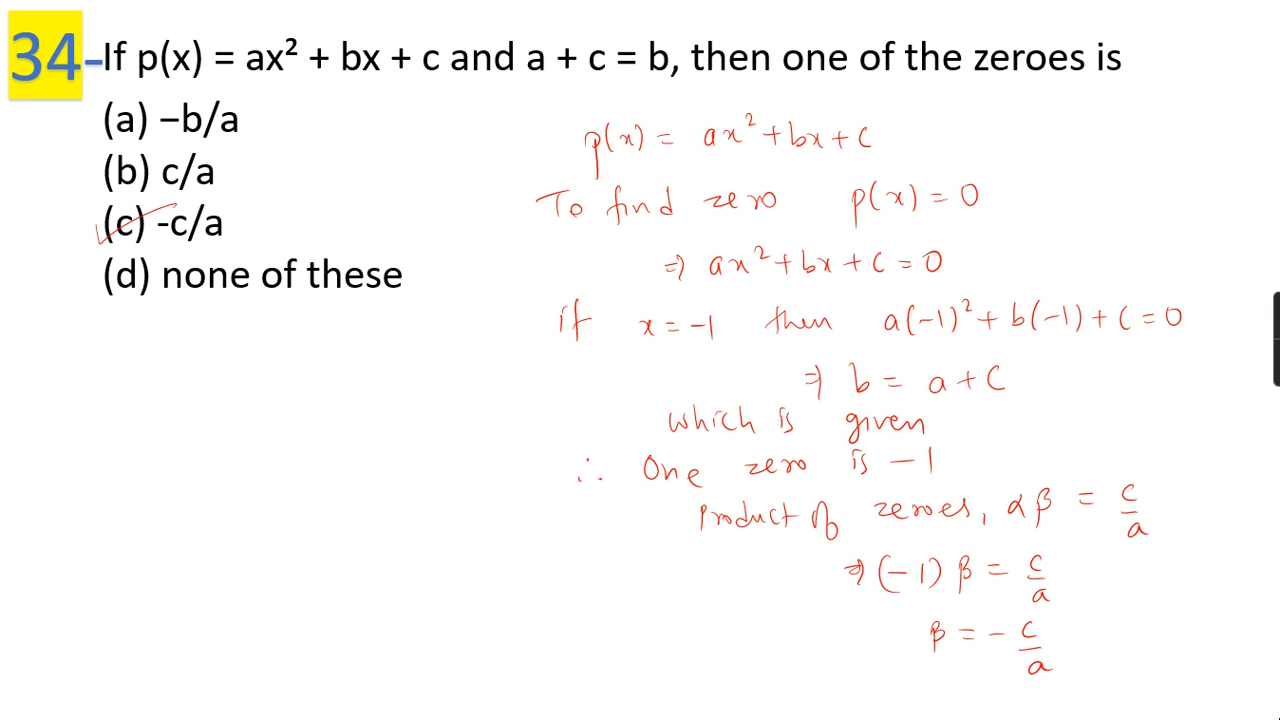 34-If p(x) = ax² + bx + c and a + c = b, then one of the zeroes is
(a) −b/a
(b) c/a
(c) -c/a
(d) none of these
p(x) = ax² + bx + c
To find zero p(x) = 0
⇒ ax² + bx + c = 0
if x = -1 then a(-1)² + b(-1) + c = 0
⇒ b = a + c
which is given
∴ One zero is -1
Product of zeroes, αβ = c/a
⇒ (-1) β = c/a
β = - c/a